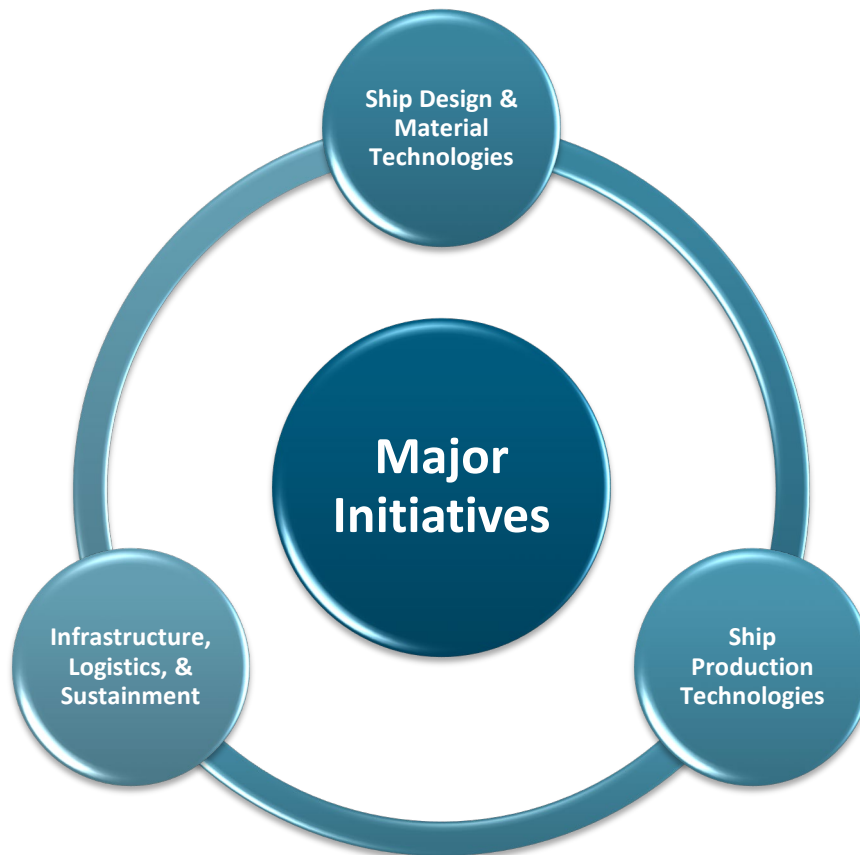 Ship Design &
Material
Technologies
Major
Initiatives
Infrastructure,
Logistics, &
Sustainment
Ship
Production
Technologies